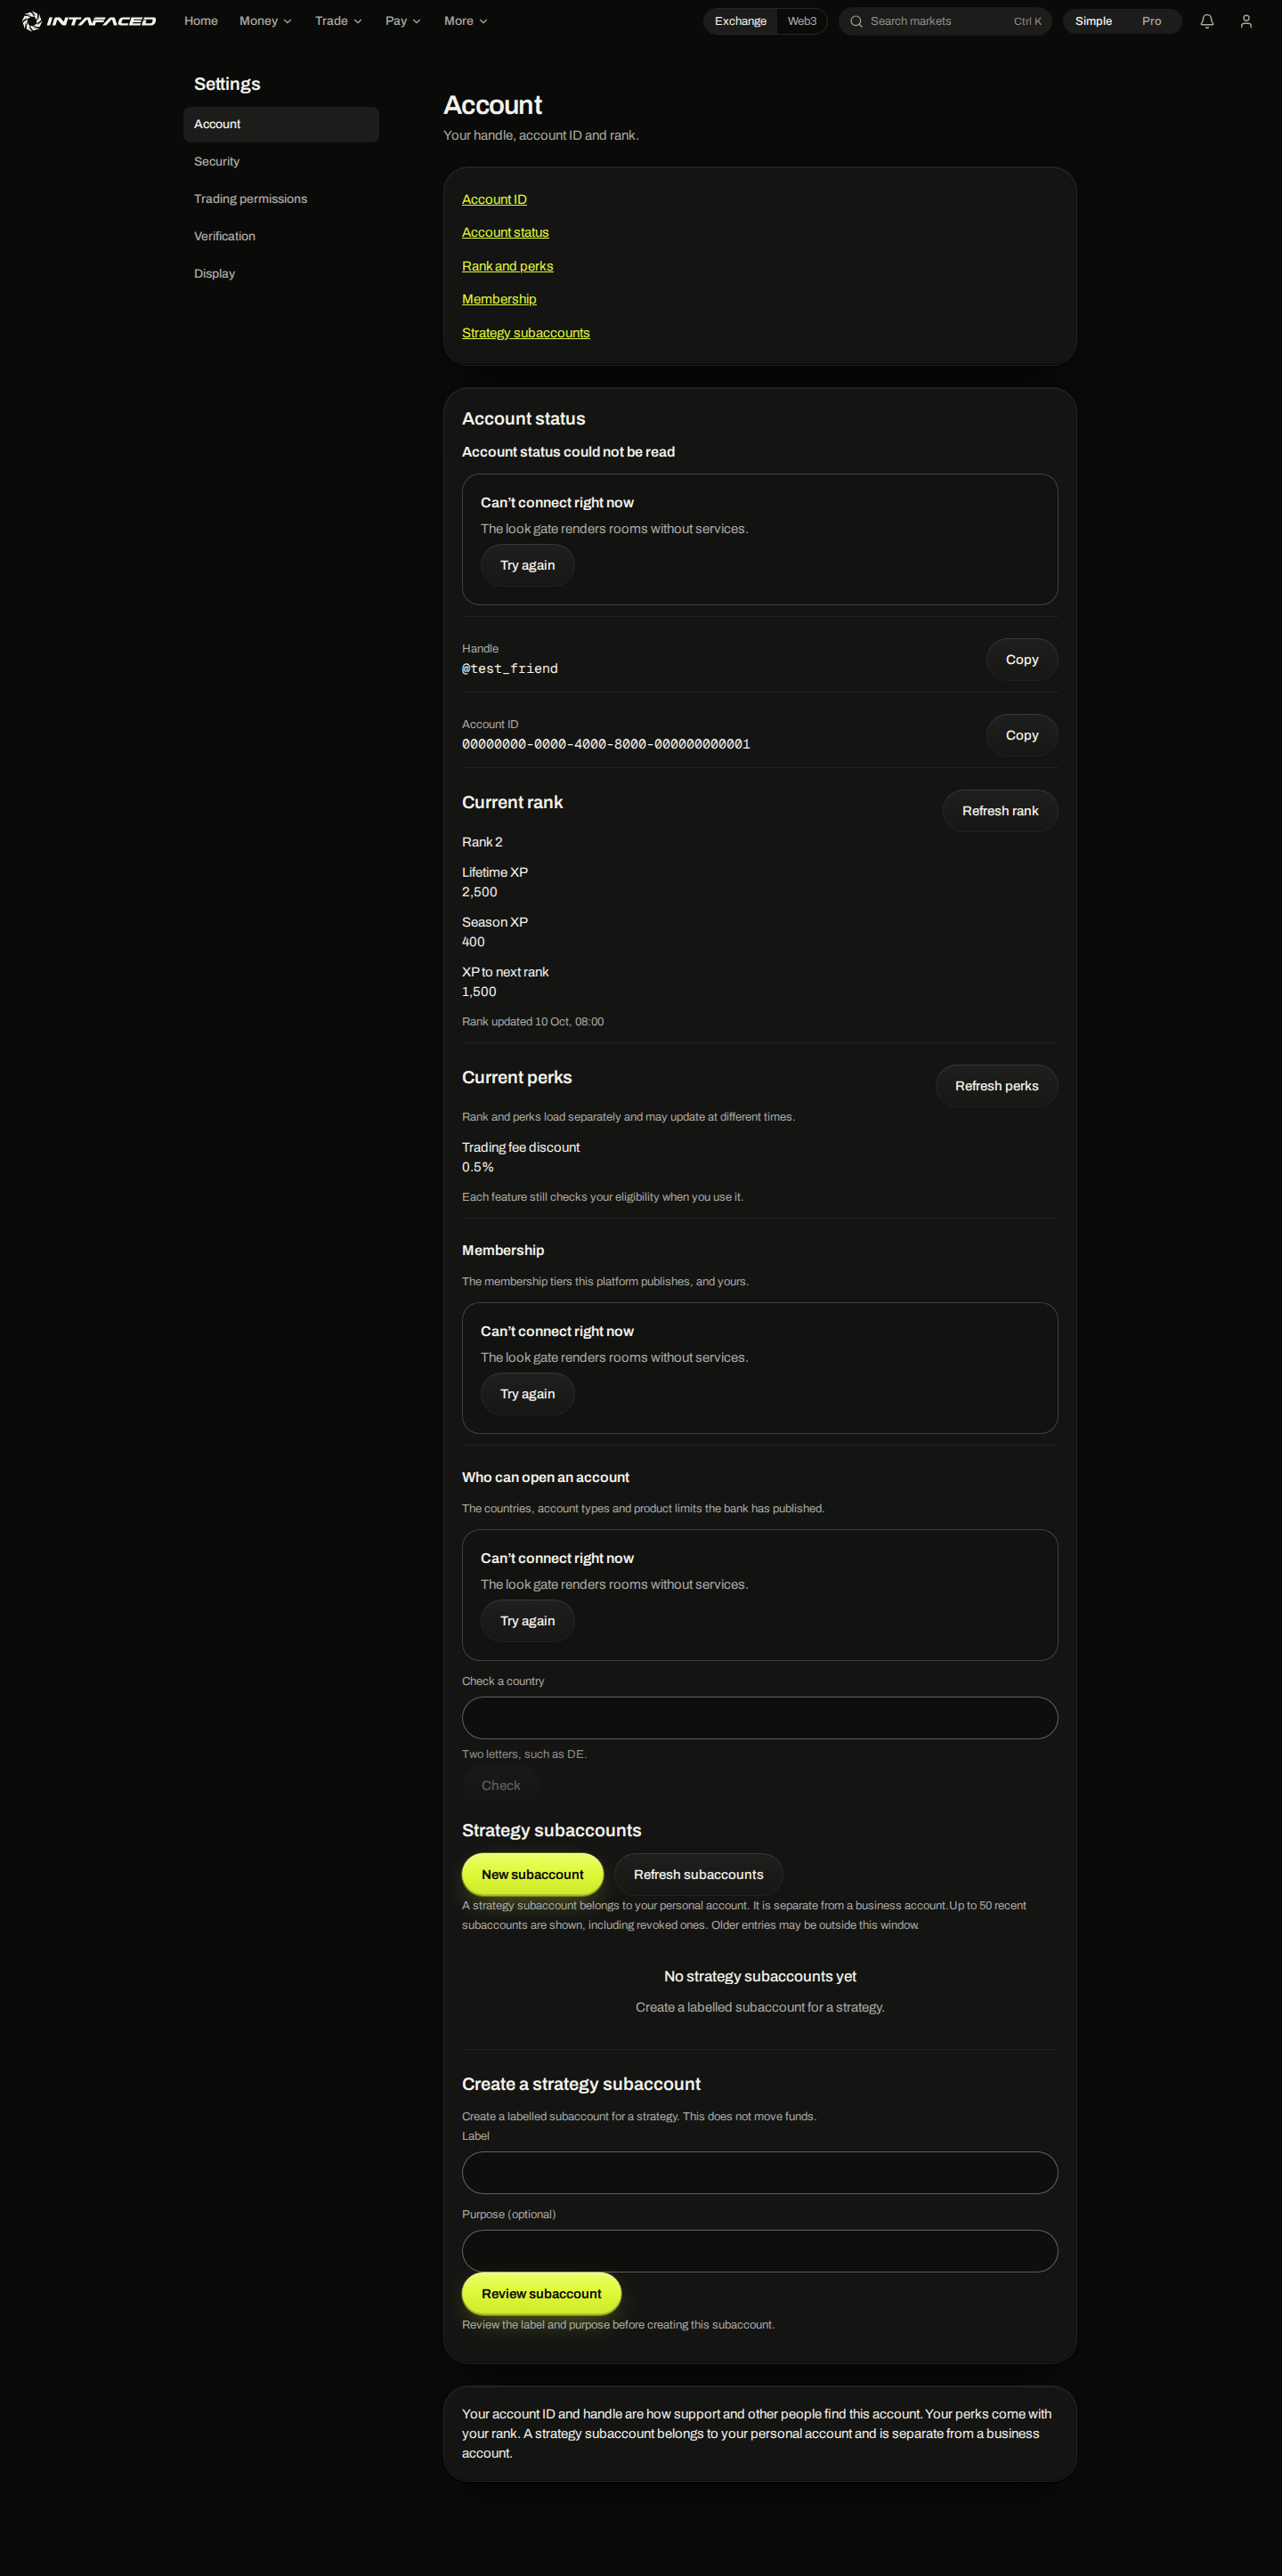 INTAFACED
Home Money Trade Pay More Exchange Web3 Search markets Ctrl K Simple Pro
Settings
Account
Security
Trading permissions
Verification
Display
Account
Your handle, account ID and rank.
Account ID
Account status
Rank and perks
Membership
Strategy subaccounts
Account status
Account status could not be read
Can’t connect right now
The look gate renders rooms without services.
Try again
Handle
@test_friend
Copy
Account ID
00000000-0000-4000-8000-000000000001
Copy
Current rank
Refresh rank
Rank 2
Lifetime XP
2,500
Season XP
400
XP to next rank
1,500
Rank updated 10 Oct, 08:00
Current perks
Refresh perks
Rank and perks load separately and may update at different times.
Trading fee discount
0.5%
Each feature still checks your eligibility when you use it.
Membership
The membership tiers this platform publishes, and yours.
Can’t connect right now
The look gate renders rooms without services.
Try again
Who can open an account
The countries, account types and product limits the bank has published.
Can’t connect right now
The look gate renders rooms without services.
Try again
Check a country
Two letters, such as DE.
Check
Strategy subaccounts
New subaccount Refresh subaccounts
A strategy subaccount belongs to your personal account. It is separate from a business account.Up to 50 recent
subaccounts are shown, including revoked ones. Older entries may be outside this window.
No strategy subaccounts yet
Create a labelled subaccount for a strategy.
Create a strategy subaccount
Create a labelled subaccount for a strategy. This does not move funds.
Label
Purpose (optional)
Review subaccount
Review the label and purpose before creating this subaccount.
Your account ID and handle are how support and other people find this account. Your perks come with
your rank. A strategy subaccount belongs to your personal account and is separate from a business
account.